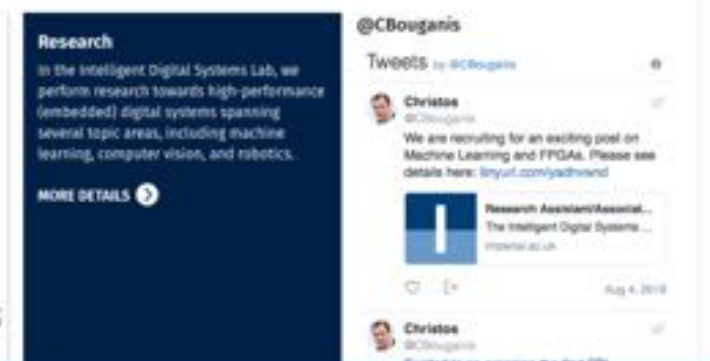 Research
In the Intelligent Digital Systems Lab, we
perform research towards high-performance
(embedded) digital systems spanning
several topic areas, including machine
learning, computer vision, and robotics.
MORE DETAILS
@CBouganis
Tweets by @CBouganis
Christos
@CBouganis
We are recruiting for an exciting post on
Machine Learning and FPGAs. Please see
details here:
Research Assistant/Associat...
The Intelligent Digital Systems ...
imperial.ac.uk
Aug 4, 2018
Christos
@CBouganis